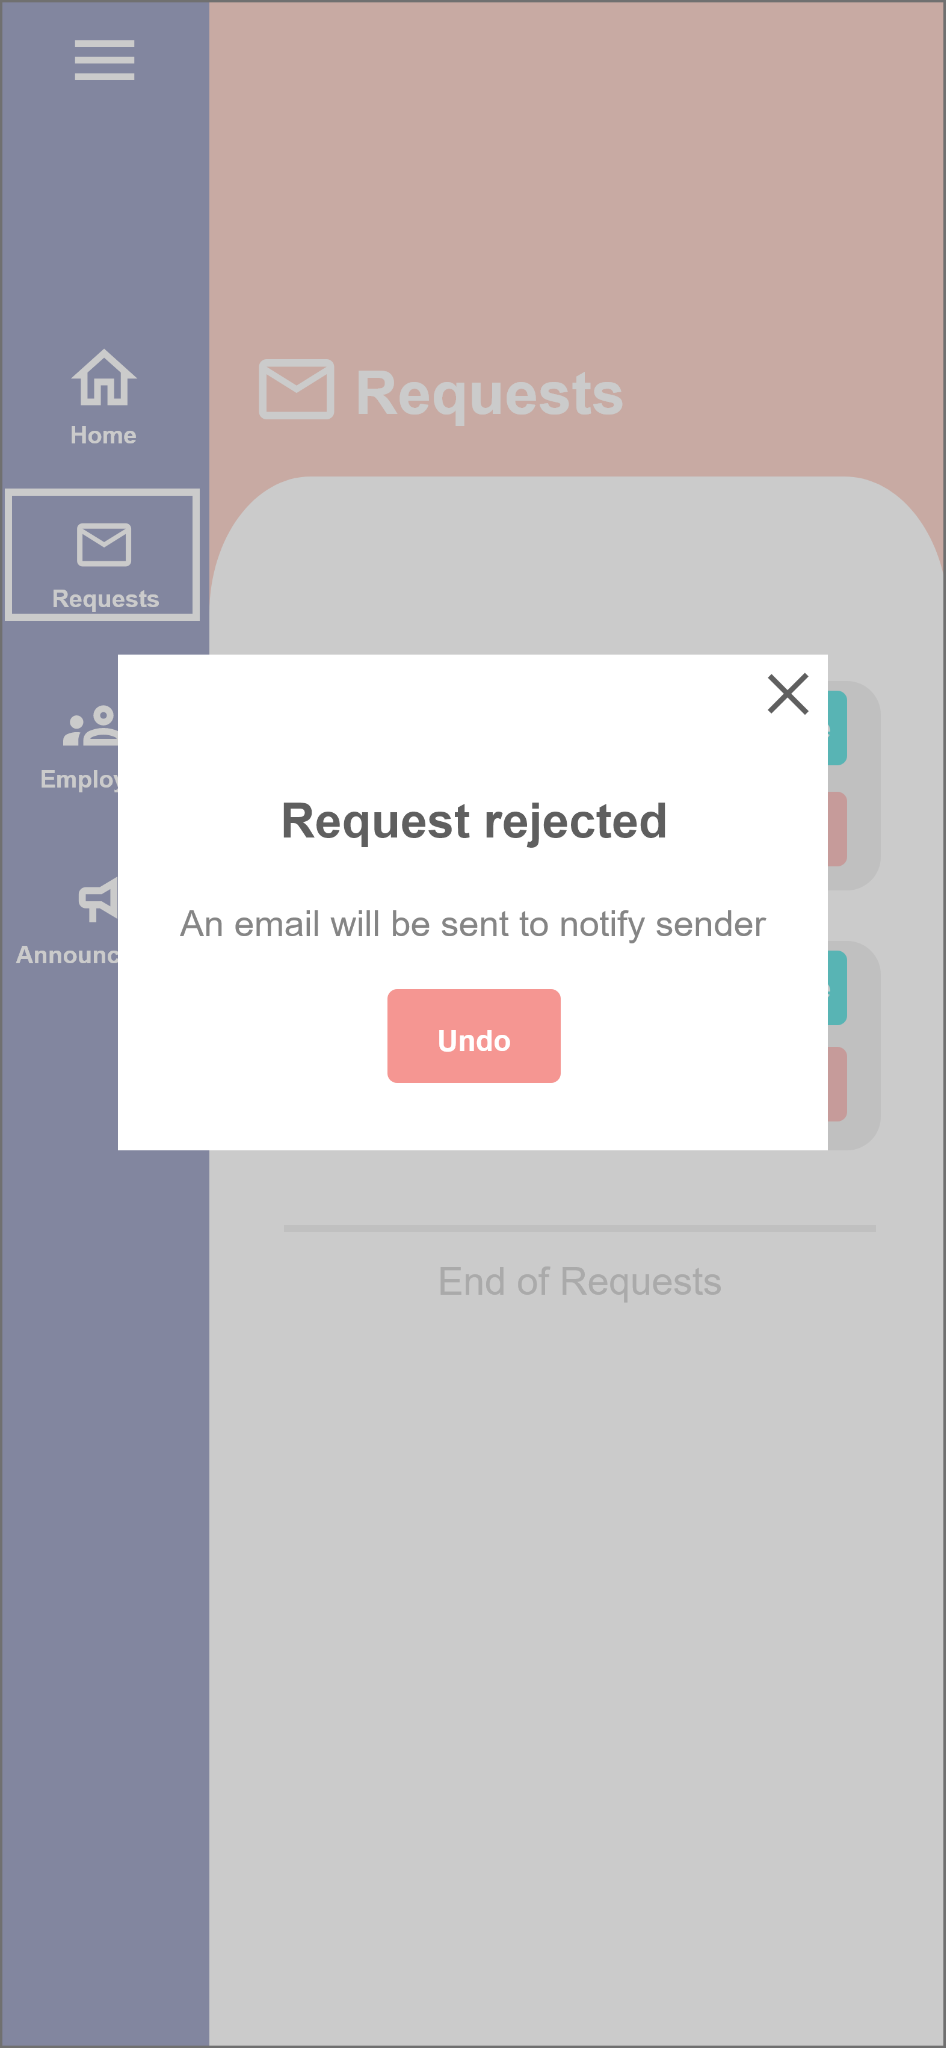 Requests
Home
Requests
Request rejected
An email will be sent to notify sender
Undo
End of Requests